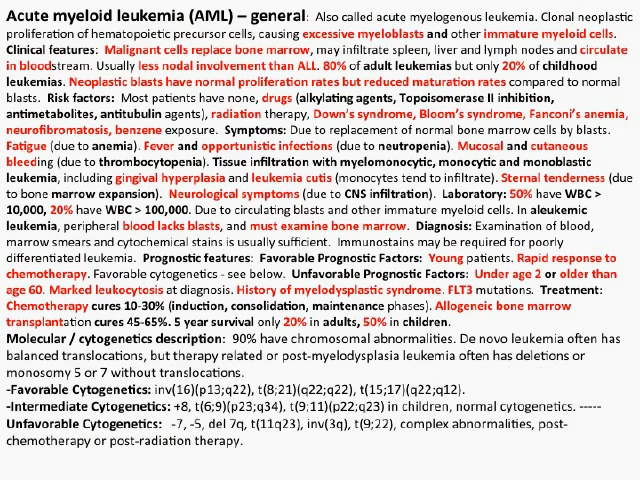 Acute myeloid leukemia (AML) – general: Also called acute myelogenous leukemia. Clonal neoplastic
proliferation of hematopoietic precursor cells, causing excessive myeloblasts and other immature myeloid cells.
Clinical features: Malignant cells replace bone marrow, may infiltrate spleen, liver and lymph nodes and circulate
in bloodstream. Usually less nodal involvement than ALL. 80% of adult leukemias but only 20% of childhood
leukemias. Neoplastic blasts have normal proliferation rates but reduced maturation rates compared to normal
blasts. Risk factors: Most patients have none, drugs (alkylating agents, Topoisomerase II inhibition,
antimetabolites, antitubulin agents), radiation therapy, Down's syndrome, Bloom's syndrome, Fanconi's anemia,
neurofibromatosis, benzene exposure. Symptoms: Due to replacement of normal bone marrow cells by blasts.
Fatigue (due to anemia). Fever and opportunistic infections (due to neutropenia). Mucosal and cutaneous
bleeding (due to thrombocytopenia). Tissue infiltration with myelomonocytic, monocytic and monoblastic
leukemia, including gingival hyperplasia and leukemia cutis (monocytes tend to infiltrate). Sternal tenderness (due
to bone marrow expansion). Neurological symptoms (due to CNS infiltration). Laboratory: 50% have WBC >
10,000, 20% have WBC > 100,000. Due to circulating blasts and other immature myeloid cells. In aleukemic
leukemia, peripheral blood lacks blasts, and must examine bone marrow. Diagnosis: Examination of blood,
marrow smears and cytochemical stains is usually sufficient. Immunostains may be required for poorly
differentiated leukemia. Prognostic features: Favorable Prognostic Factors: Young patients. Rapid response to
chemotherapy. Favorable cytogenetics - see below. Unfavorable Prognostic Factors: Under age 2 or older than
age 60. Marked leukocytosis at diagnosis. History of myelodysplastic syndrome. FLT3 mutations. Treatment:
Chemotherapy cures 10-30% (induction, consolidation, maintenance phases). Allogeneic bone marrow
transplantation cures 45-65%. 5 year survival only 20% in adults, 50% in children.
Molecular / cytogenetics description: 90% have chromosomal abnormalities. De novo leukemia often has
balanced translocations, but therapy related or post-myelodysplasia leukemia often has deletions or
monosomy 5 or 7 without translocations.
-Favorable Cytogenetics: inv(16)(p13;q22), t(8;21)(q22;q22), t(15;17)(q22;q12).
-Intermediate Cytogenetics: +8, t(6;9)(p23;q34), t(9;11)(p22;q23) in children, normal cytogenetics. -----
Unfavorable Cytogenetics: -7, -5, del 7q, t(11q23), inv(3q), t(9;22), complex abnormalities, post-
chemotherapy or post-radiation therapy.